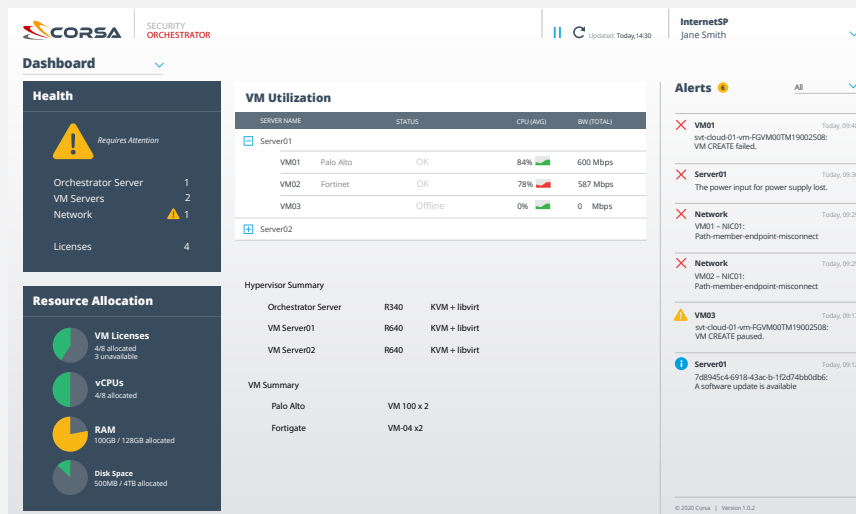 CORSA
SECURITY
ORCHESTRATOR
Updated: Today,14:30
InternetSP
Jane Smith
Dashboard
Health
Requires Attention
Orchestrator Server 1
VM Servers 2
Network 1
Licenses 4
Resource Allocation
VM Licenses
4/8 allocated
3 unavailable
vCPUs
4/8 allocated
RAM
100GB / 128GB allocated
Disk Space
500MB / 4TB allocated
VM Utilization
SERVER NAME STATUS CPU (AVG) BW (TOTAL)
Server01
VM01 Palo Alto OK 84% 600 Mbps
VM02 Fortinet OK 78% 587 Mbps
VM03 Offline 0% 0 Mbps
Server02
Hypervisor Summary
Orchestrator Server R340 KVM + libvirt
VM Server01 R640 KVM + libvirt
VM Server02 R640 KVM + libvirt
VM Summary
Palo Alto VM 100 x 2
Fortigate VM-04 x2
Alerts 6 All
VM01 Today,
svt-cloud-01-vm-FGVM00TM19002508:
VM CREATE failed.
Server01 Today,
The power input for power supply lost.
Network Today,
VM01 – NIC01:
Path-member-endpoint-misconnect
Network Today,
VM02 – NIC01:
Path-member-endpoint-misconnect
VM03 Today,
svt-cloud-01-vm-FGVM00TM19002508:
VM CREATE paused.
Server01 Today,
7d8945c4-6918-43ac-b-1f2d74bb0db6:
A software update is available
© 2020 Corsa | Version 1.0.2